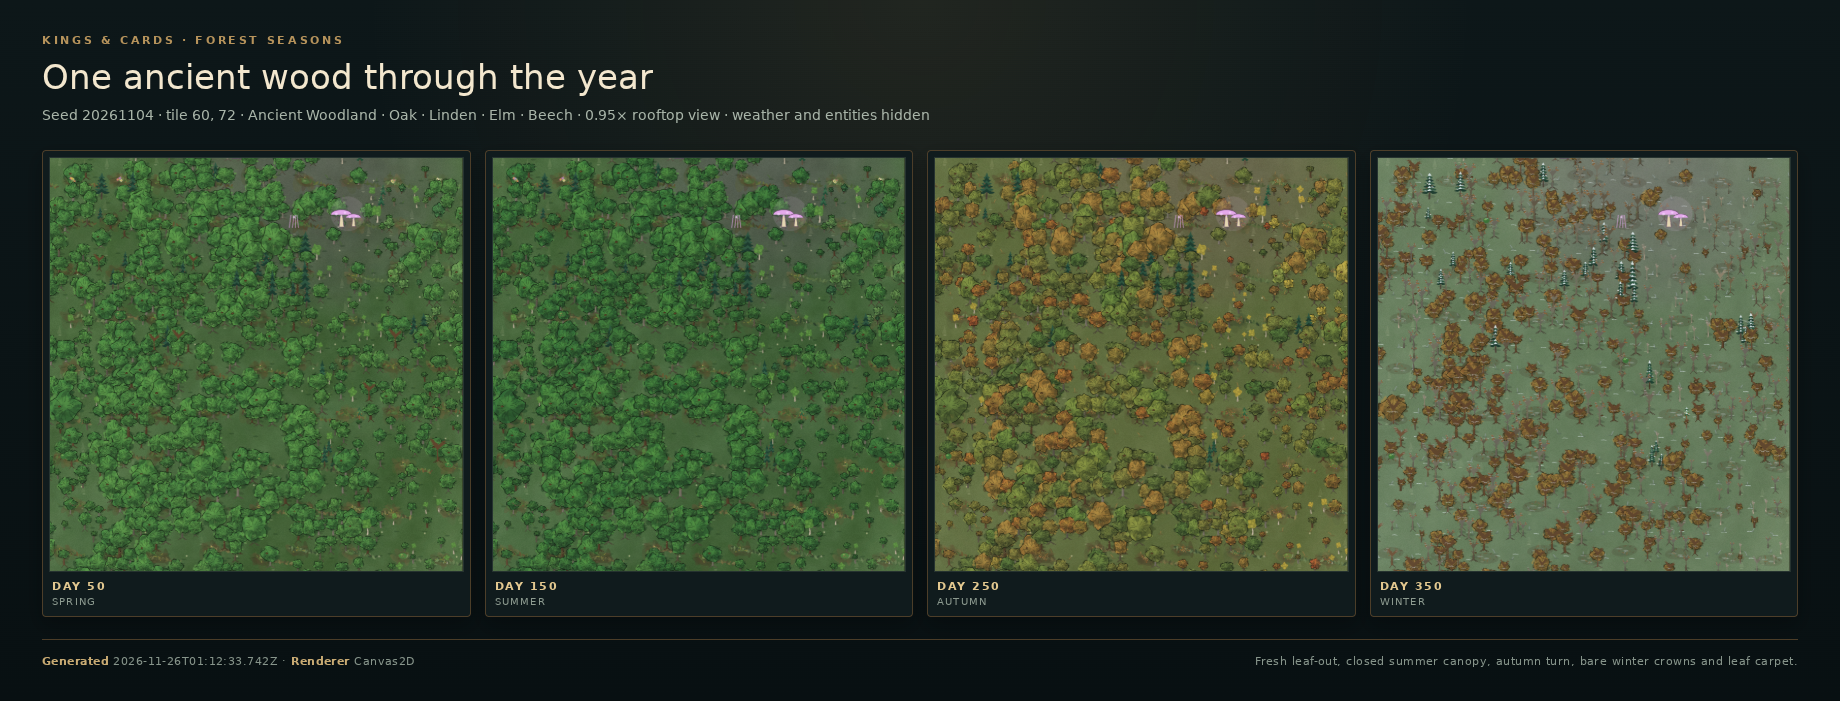 KINGS & CARDS · FOREST SEASONS
One ancient wood through the year
Seed 20261104 · tile 60, 72 · Ancient Woodland · Oak · Linden · Elm · Beech · 0.95× rooftop view · weather and entities hidden
DAY 50
SPRING
DAY 150
SUMMER
DAY 250
AUTUMN
DAY 350
WINTER
Generated 2026-11-26T01:12:33.742Z · Renderer Canvas2D
Fresh leaf-out, closed summer canopy, autumn turn, bare winter crowns and leaf carpet.